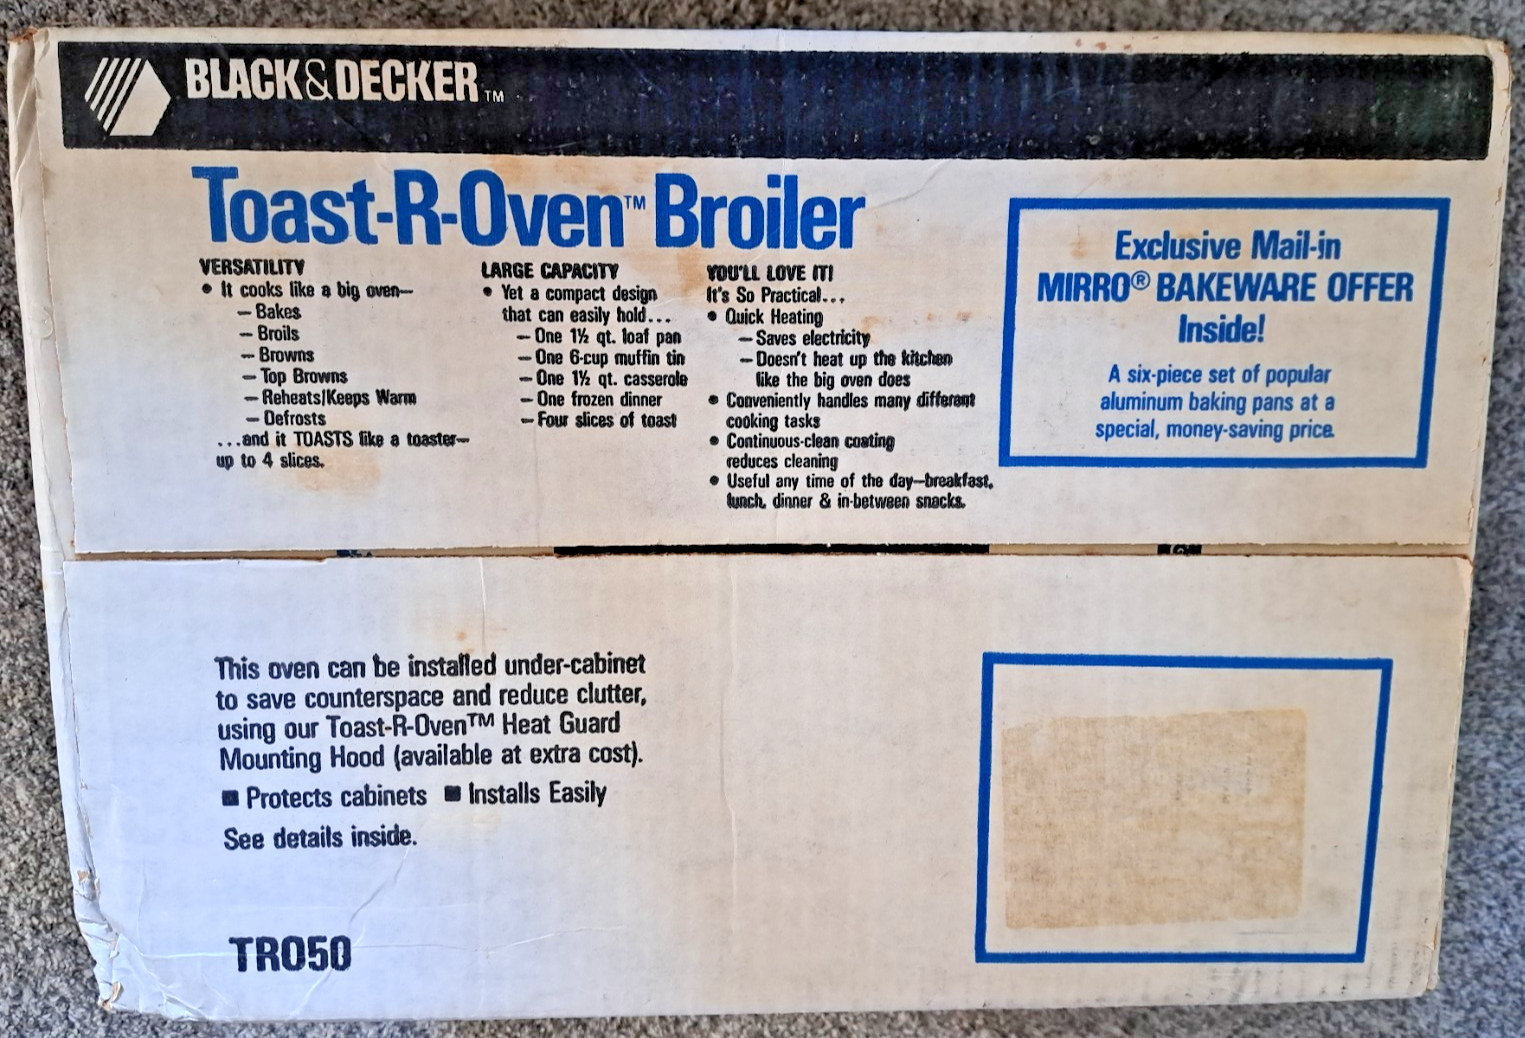 BLACK&DECKER™
Toast-R-Oven™ Broiler
VERSATILITY
• It cooks like a big oven—
— Bakes
— Broils
— Browns
— Top Browns
— Reheats/Keeps Warm
— Defrosts
...and it TOASTS like a toaster—
up to 4 slices.
LARGE CAPACITY
• Yet a compact design
that can easily hold...
— One 1½ qt. loaf pan
— One 6-cup muffin tin
— One 1½ qt. casserole
— One frozen dinner
— Four slices of toast
YOU'LL LOVE IT!
It's So Practical...
• Quick Heating
— Saves electricity
— Doesn't heat up the kitchen
like the big oven does
• Conveniently handles many different
cooking tasks
• Continuous-clean coating
reduces cleaning
• Useful any time of the day—breakfast,
lunch, dinner & in-between snacks.
Exclusive Mail-in
MIRRO® BAKEWARE OFFER
Inside!
A six-piece set of popular
aluminum baking pans at a
special, money-saving price.
This oven can be installed under-cabinet
to save counterspace and reduce clutter,
using our Toast-R-Oven™ Heat Guard
Mounting Hood (available at extra cost).
■ Protects cabinets ■ Installs Easily
See details inside.
TRO50